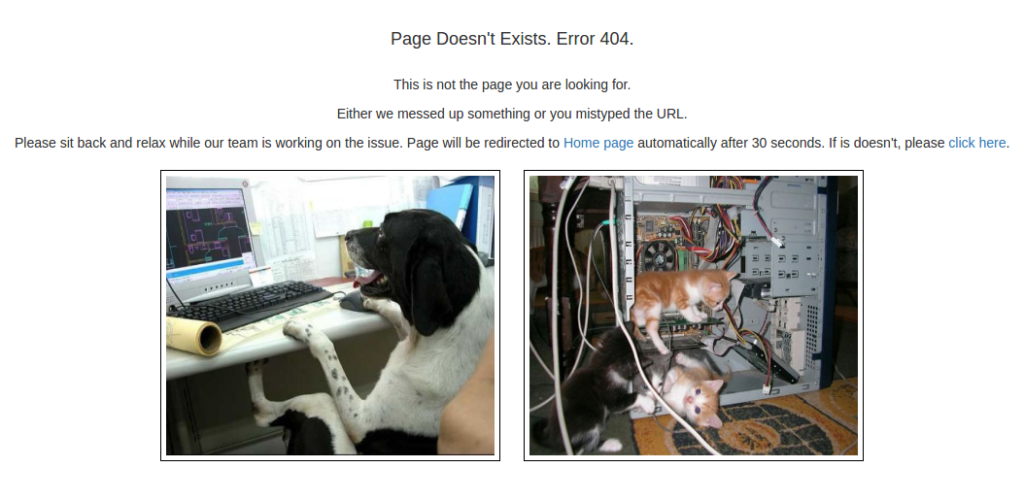 Page Doesn't Exists. Error 404.
This is not the page you are looking for.
Either we messed up something or you mistyped the URL.
Please sit back and relax while our team is working on the issue. Page will be redirected to Home page automatically after 30 seconds. If is doesn't, please click here.